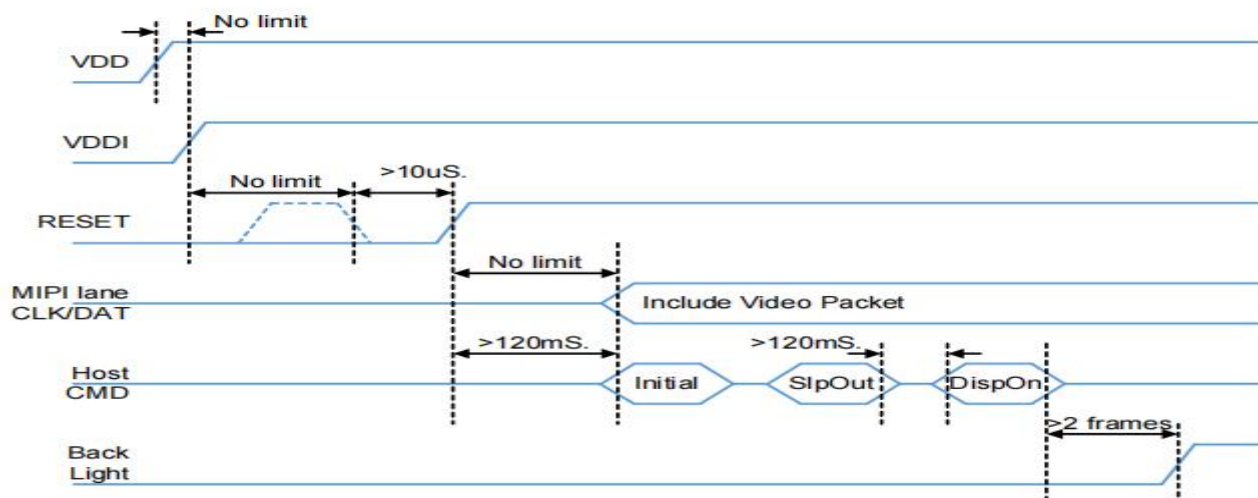 No limit
VDD
VDDI
No limit
>10uS.
RESET
No limit
MIPI lane
CLK/DAT
Include Video Packet
>120mS.
>120mS.
Host
CMD
Initial
SlpOut
DispOn
>2 frames
Back
Light